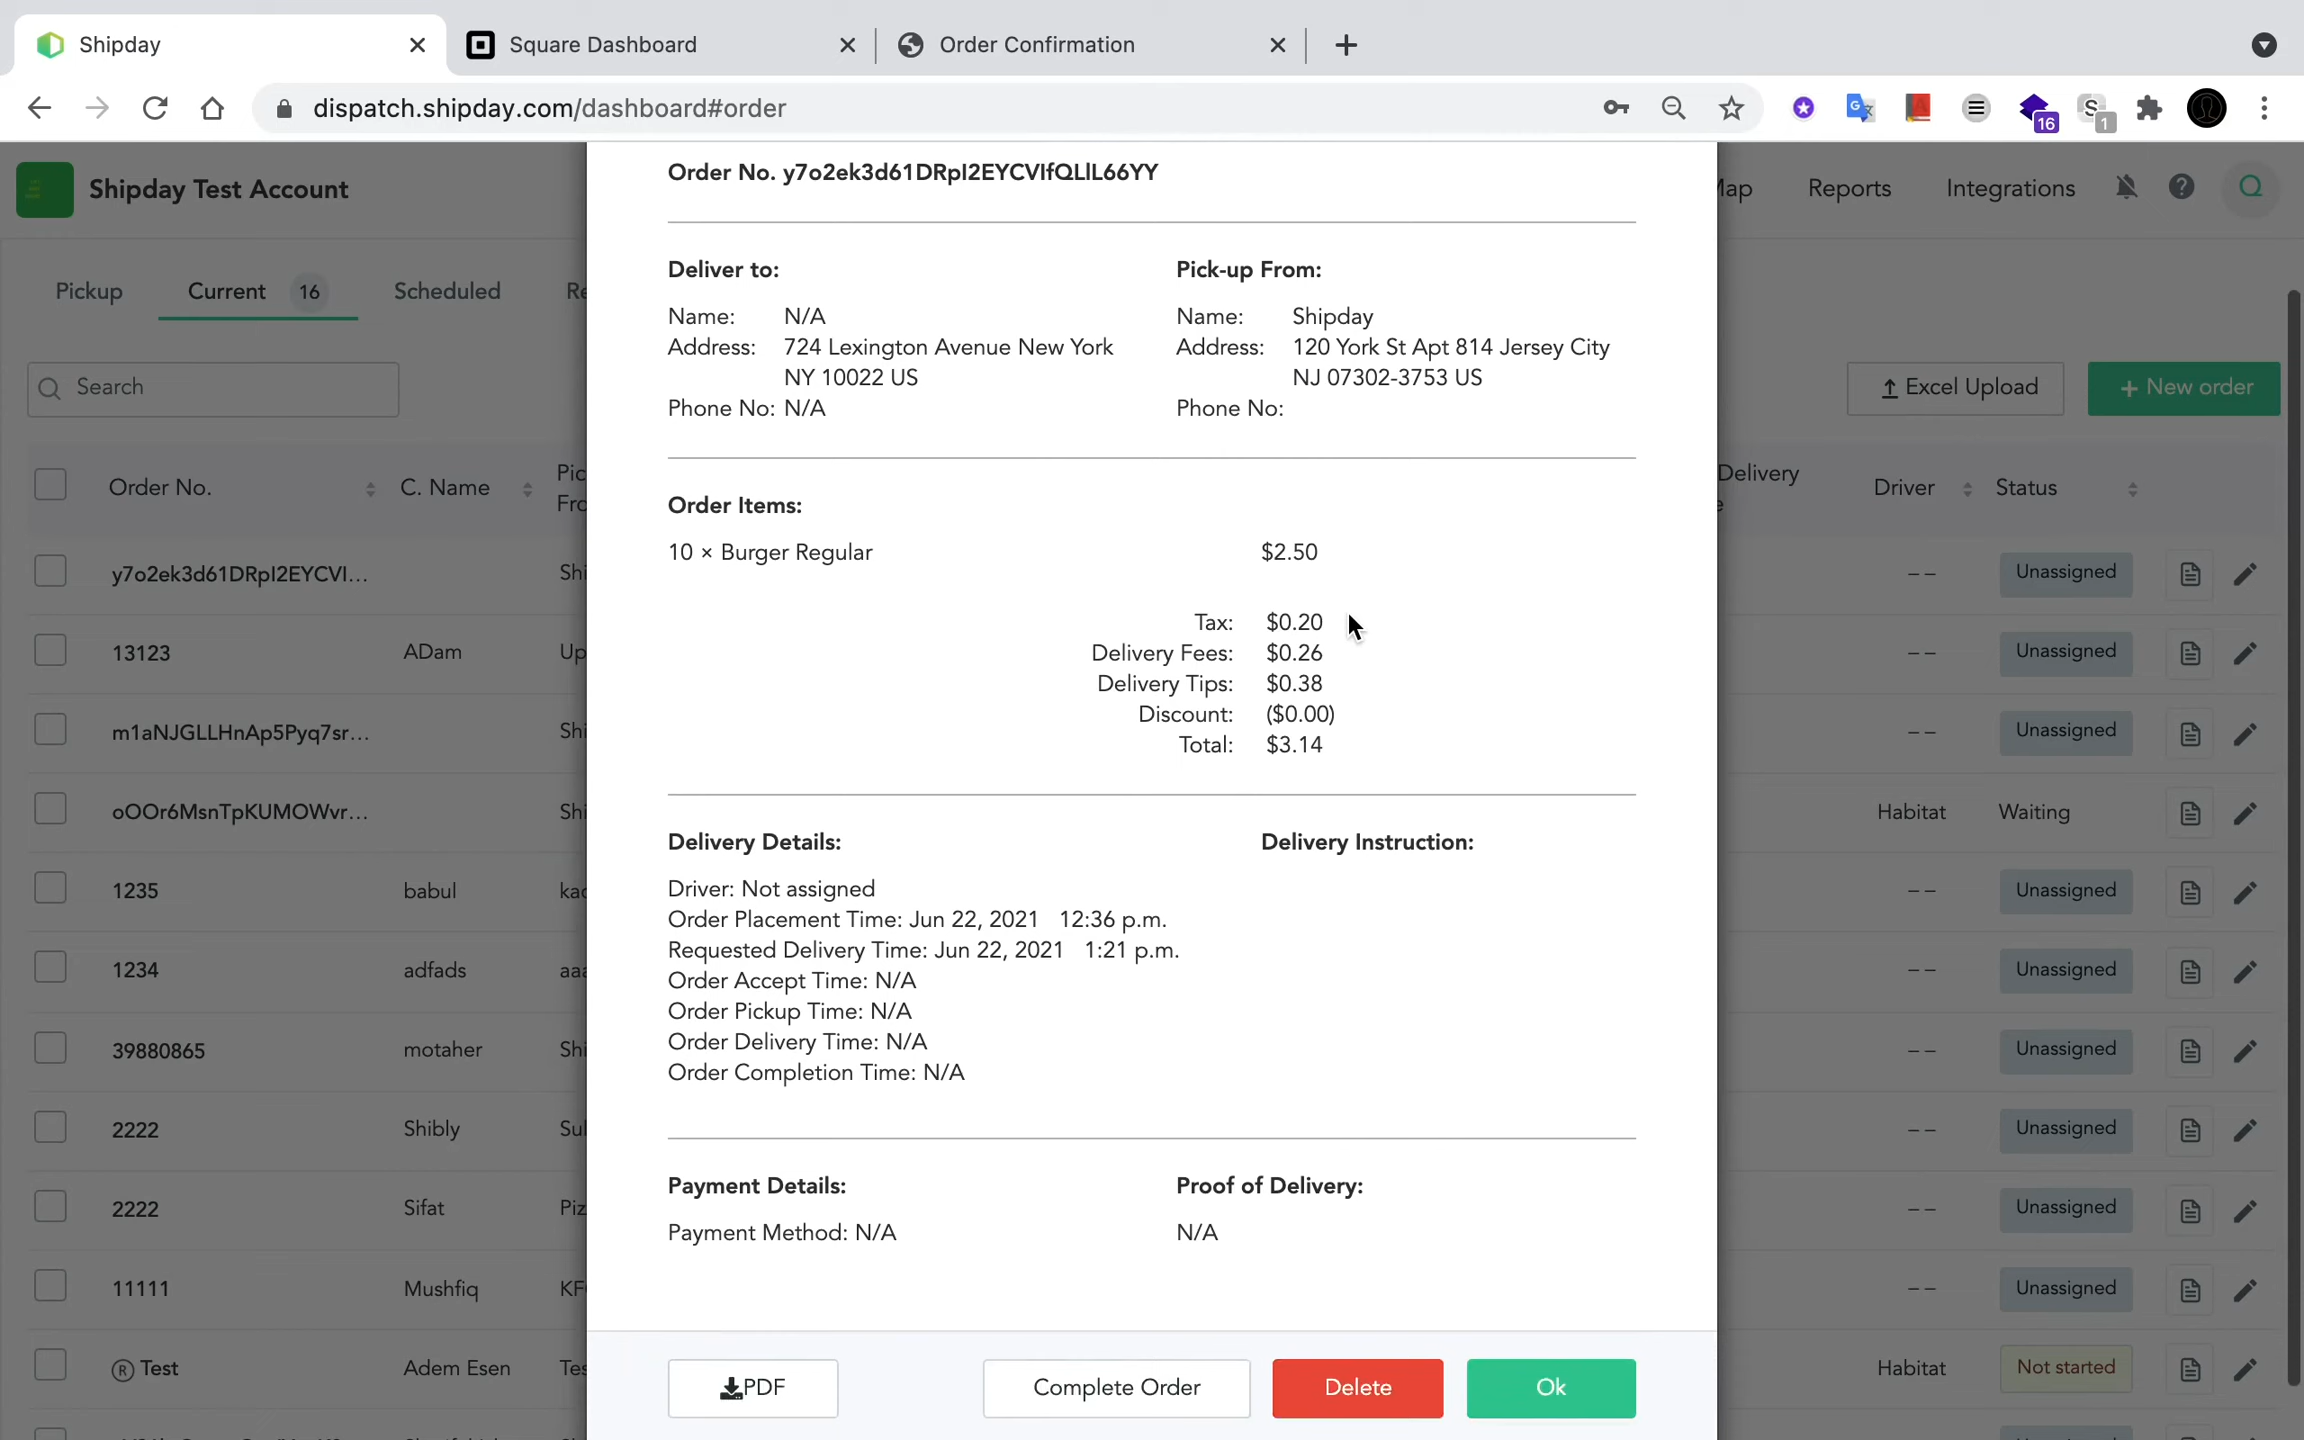 Shipday
Square Dashboard
Order Confirmation
dispatch.shipday.com/dashboard#order
16
S
1
Shipday Test Account
Map
Reports
Integrations
Pickup
Current 16
Scheduled
Search
Excel Upload
+ New order
Order No.
C. Name
Delivery
Driver
Status
y7o2ek3d61DRpI2EYCVI...
-- Unassigned
13123 ADam Up
-- Unassigned
m1aNJGLLHnAp5Pyq7sr...
-- Unassigned
oOOr6MsnTpKUMOWvr...
Habitat Waiting
1235 babul
-- Unassigned
1234 adfads
-- Unassigned
39880865 motaher
-- Unassigned
2222 Shibly
-- Unassigned
2222 Sifat
-- Unassigned
11111 Mushfiq
-- Unassigned
® Test Adem Esen
Habitat Not started
Order No. y7o2ek3d61DRpI2EYCVIfQLlL66YY
Deliver to:
Name: N/A
Address: 724 Lexington Avenue New York
NY 10022 US
Phone No: N/A
Pick-up From:
Name: Shipday
Address: 120 York St Apt 814 Jersey City
NJ 07302-3753 US
Phone No:
Order Items:
10 × Burger Regular $2.50
Tax: $0.20
Delivery Fees: $0.26
Delivery Tips: $0.38
Discount: ($0.00)
Total: $3.14
Delivery Details:
Driver: Not assigned
Order Placement Time: Jun 22, 2021 12:36 p.m.
Requested Delivery Time: Jun 22, 2021 1:21 p.m.
Order Accept Time: N/A
Order Pickup Time: N/A
Order Delivery Time: N/A
Order Completion Time: N/A
Delivery Instruction:
Payment Details:
Payment Method: N/A
Proof of Delivery:
N/A
PDF
Complete Order
Delete
Ok